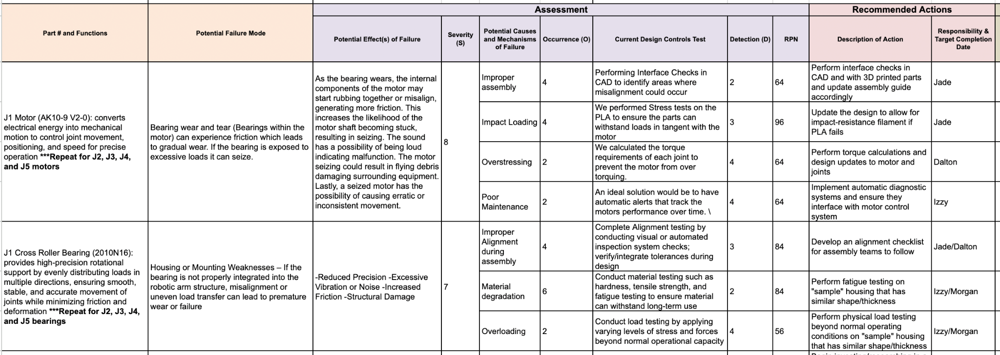 Assessment
Recommended Actions
Part # and Functions
Potential Failure Mode
Potential Effect(s) of Failure
Severity
(S)
Potential Causes
and Mechanisms
of Failure
Occurrence (O)
Current Design Controls Test
Detection (D)
RPN
Description of Action
Responsibility &
Target Completion
Date
J1 Motor (AK10-9 V2-0): converts
electrical energy into mechanical
motion to control joint movement,
positioning, and speed for precise
operation ***Repeat for J2, J3, J4,
and J5 motors
Bearing wear and tear (Bearings within the
motor) can experience friction which leads
to gradual wear. If the bearing is exposed to
excessive loads it can seize.
As the bearing wears, the internal
components of the motor may
start rubbing together or misalign,
generating more friction. This
increases the likelihood of the
motor shaft becoming stuck,
resulting in seizing. The sound
has a possibility of being loud
indicating malfunction. The motor
seizing could result in flying debris
damaging surrounding equipment.
Lastly, a seized motor has the
possibility of causing erratic or
inconsistent movement.
8
Improper
assembly
4
Performing Interface Checks in
CAD to identify areas where
misalignment could occur
2
64
Perform interface checks in
CAD and with 3D printed parts
and update assembly guide
accordingly
Jade
Impact Loading
4
We performed Stress tests on the
PLA to ensure the parts can
withstand loads in tangent with the
motor
3
96
Update the design to allow for
impact-resistance filament if
PLA fails
Jade
Overstressing
2
We calculated the torque
requirements of each joint to
prevent the motor from over
torquing.
4
64
Perform torque calculations and
design updates to motor and
joints
Dalton
Poor
Maintenance
2
An ideal solution would be to have
automatic alerts that track the
motors performance over time. \
4
64
Implement automatic diagnostic
systems and ensure they
interface with motor control
system
Izzy
J1 Cross Roller Bearing (2010N16):
provides high-precision rotational
support by evenly distributing loads in
multiple directions, ensuring smooth,
stable, and accurate movement of
joints while minimizing friction and
deformation ***Repeat for J2, J3, J4,
and J5 bearings
Housing or Mounting Weaknesses – If the
bearing is not properly integrated into the
robotic arm structure, misalignment or
uneven load transfer can lead to premature
wear or failure
-Reduced Precision -Excessive
Vibration or Noise -Increased
Friction -Structural Damage
7
Improper
Alignment
during
assembly
4
Complete Alignment testing by
conducting visual or automated
inspection system checks;
verify/integrate tolerances during
design
3
84
Develop an alignment checklist
for assembly teams to follow
Jade/Dalton
Material
degradation
6
Conduct material testing such as
hardness, tensile strength, and
fatigue testing to ensure material
can withstand long-term use
2
84
Perform fatigue testing on
"sample" housing that has
similar shape/thickness
Izzy/Morgan
Overloading
2
Conduct load testing by applying
varying levels of stress and forces
beyond normal operational capacity
4
56
Perform physical load testing
beyond normal operating
conditions on "sample" housing
that has similar shape/thickness
Izzy/Morgan